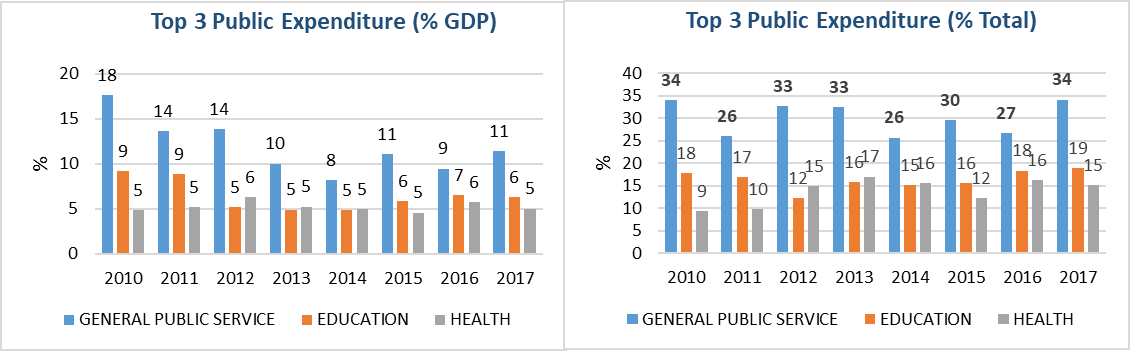 Top 3 Public Expenditure (% GDP)
%
20
15
10
5
0
18 9 5 14 9 5 14 5 6 10 5 5 8 5 5 11 6 5 9 7 6 11 6 5
2010 2011 2012 2013 2014 2015 2016 2017
GENERAL PUBLIC SERVICE EDUCATION HEALTH
Top 3 Public Expenditure (% Total)
%
40
35
30
25
20
15
10
5
0
34 18 9 26 17 10 33 12 15 33 16 17 26 15 16 30 16 12 27 18 16 34 19 15
2010 2011 2012 2013 2014 2015 2016 2017
GENERAL PUBLIC SERVICE EDUCATION HEALTH